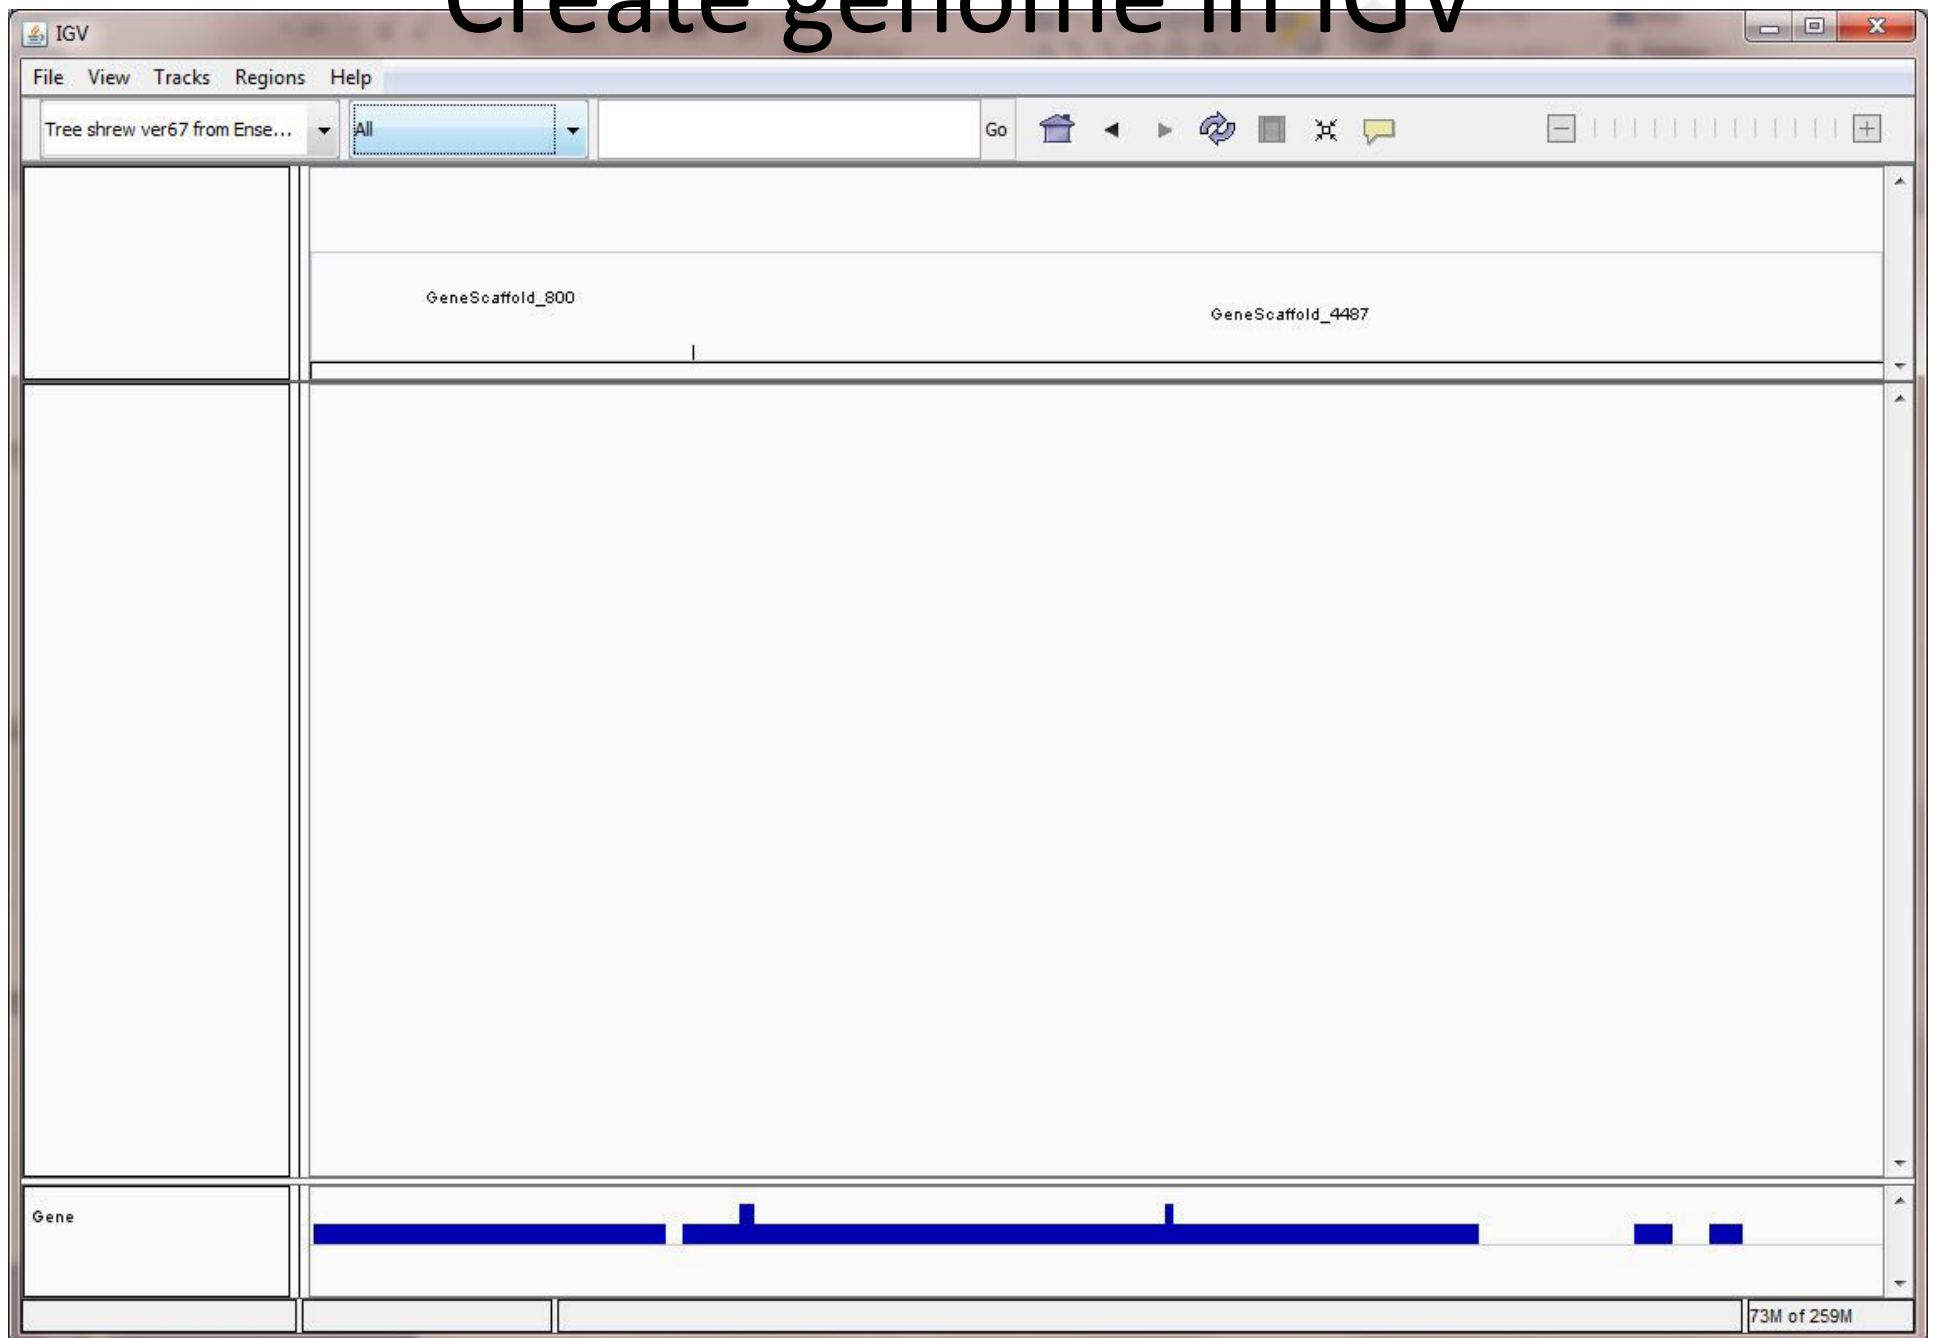 Create genome in IGV
IGV
File View Tracks Regions Help
Tree shrew ver67 from Ense... All Go
GeneScaffold_800
GeneScaffold_4487
Gene
73M of 259M